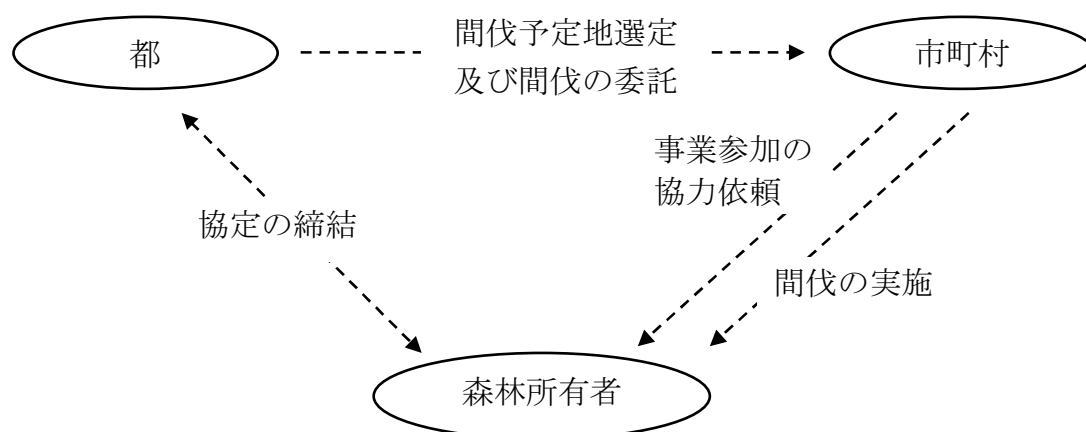 都
間伐予定地選定
及び間伐の委託
市町村
事業参加の
協力依頼
協定の締結
間伐の実施
森林所有者